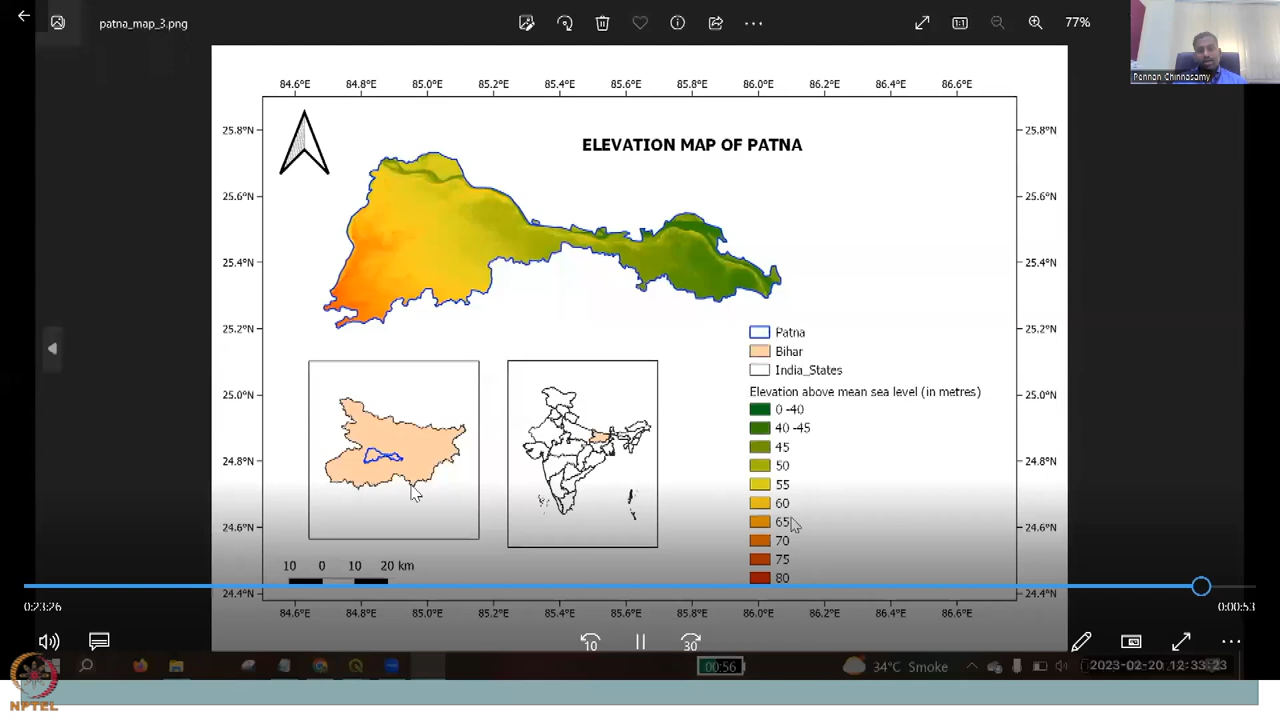 patna_map_3.png
77%
Pennan Chinnasamy
84.6°E 84.8°E 85.0°E 85.2°E 85.4°E 85.6°E 85.8°E 86.0°E 86.2°E 86.4°E 86.6°E
25.8°N 25.8°N
ELEVATION MAP OF PATNA
25.6°N 25.6°N
25.4°N 25.4°N
25.2°N 25.2°N
Patna
Bihar
India_States
25.0°N 25.0°N
Elevation above mean sea level (in metres)
0 -40
40 -45
45
50
24.8°N 24.8°N
55
60
65
24.6°N 24.6°N
70
75
80
10 0 10 20 km
24.4°N 24.4°N
84.6°E 84.8°E 85.0°E 85.2°E 85.4°E 85.6°E 85.8°E 86.0°E 86.2°E 86.4°E 86.6°E
0:23:26 0:00:53
10 30
00:56
34°C Smoke
2023-02-20 12:33:23
NPTEL